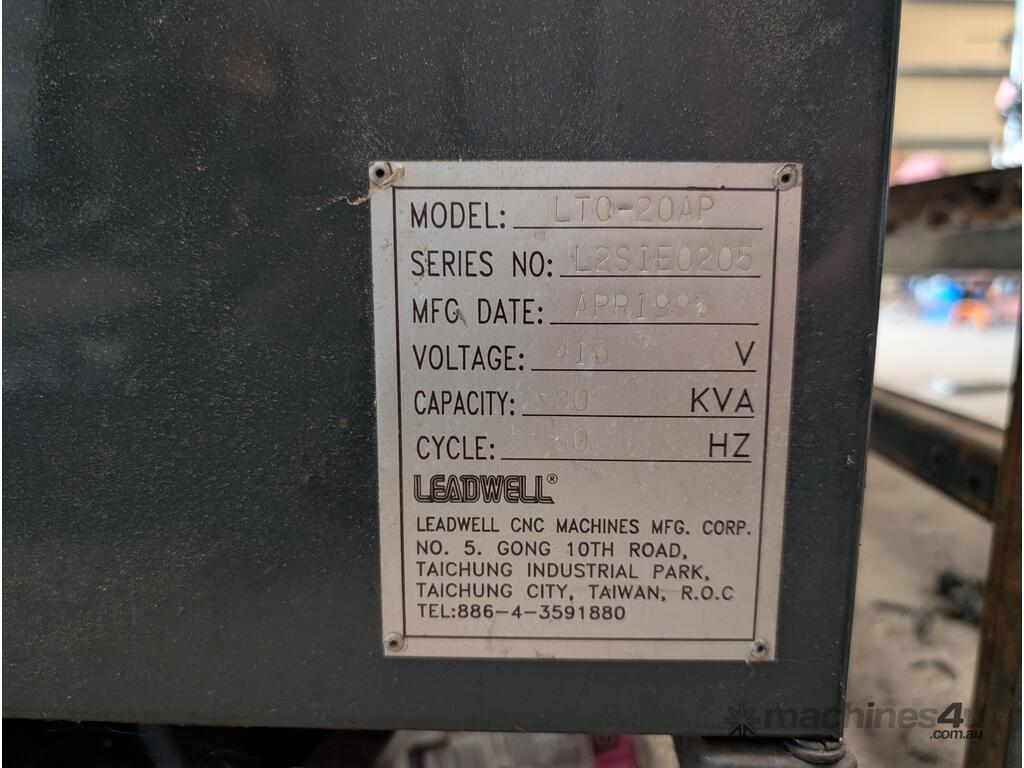 MODEL: LTO-20AP
SERIES NO: L2SIE0205
MFG DATE: APR1995
VOLTAGE: 415 V
CAPACITY: KVA
CYCLE: 50 HZ
LEADWELL®
LEADWELL CNC MACHINES MFG. CORP.
NO. 5. GONG 10TH ROAD,
TAICHUNG INDUSTRIAL PARK,
TAICHUNG CITY, TAIWAN, R.O.C
TEL:886-4-3591880
machines4u
.com.au